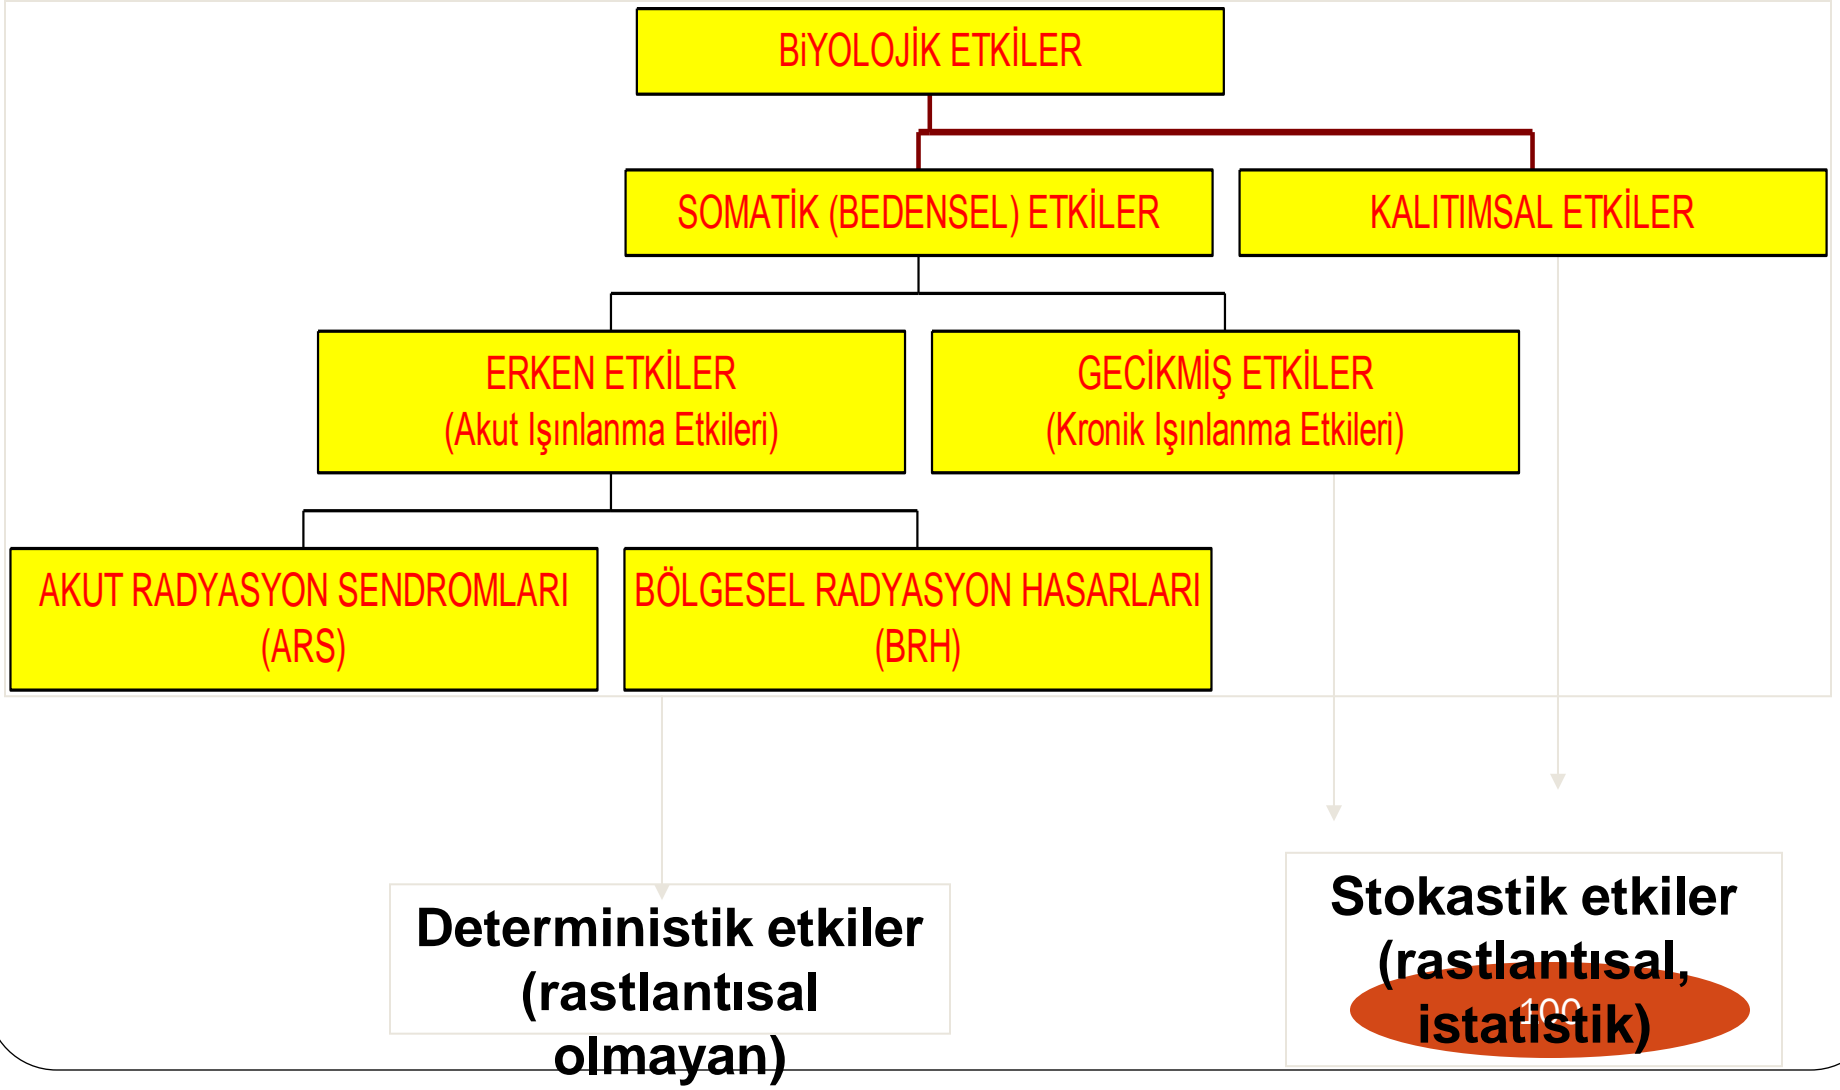 BiYOLOJİK ETKİLER
SOMATİK (BEDENSEL) ETKİLER
KALITIMSAL ETKİLER
ERKEN ETKİLER
(Akut Işınlanma Etkileri)
GECİKMİŞ ETKİLER
(Kronik Işınlanma Etkileri)
AKUT RADYASYON SENDROMLARI
(ARS)
BÖLGESEL RADYASYON HASARLARI
(BRH)
Deterministik etkiler
(rastlantısal
olmayan)
Stokastik etkiler
(rastlantısal,
istatistik)
100